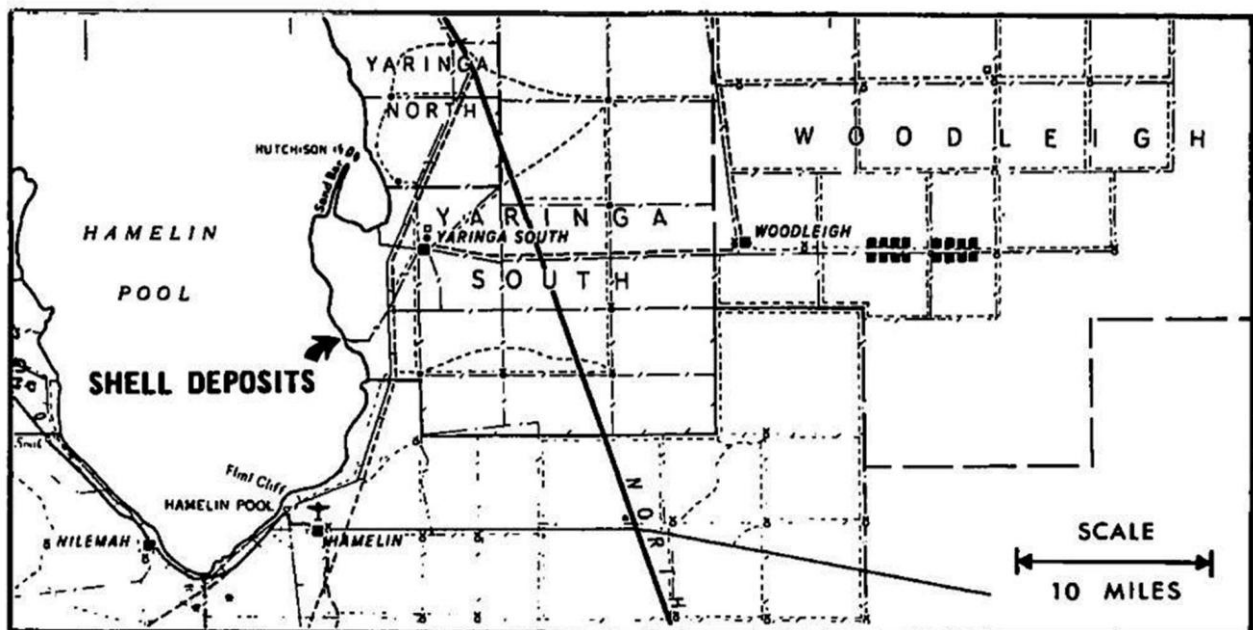 YARINGA
NORTH
WOODLEIGH
HUTCHISON IS.
Sand Bar
HAMELIN
POOL
YARINGA
YARINGA SOUTH
WOODLEIGH
SOUTH
SHELL DEPOSITS
Flint Cliff
HAMELIN POOL
NORTH
NILEMAH
HAMELIN
SCALE
10 MILES